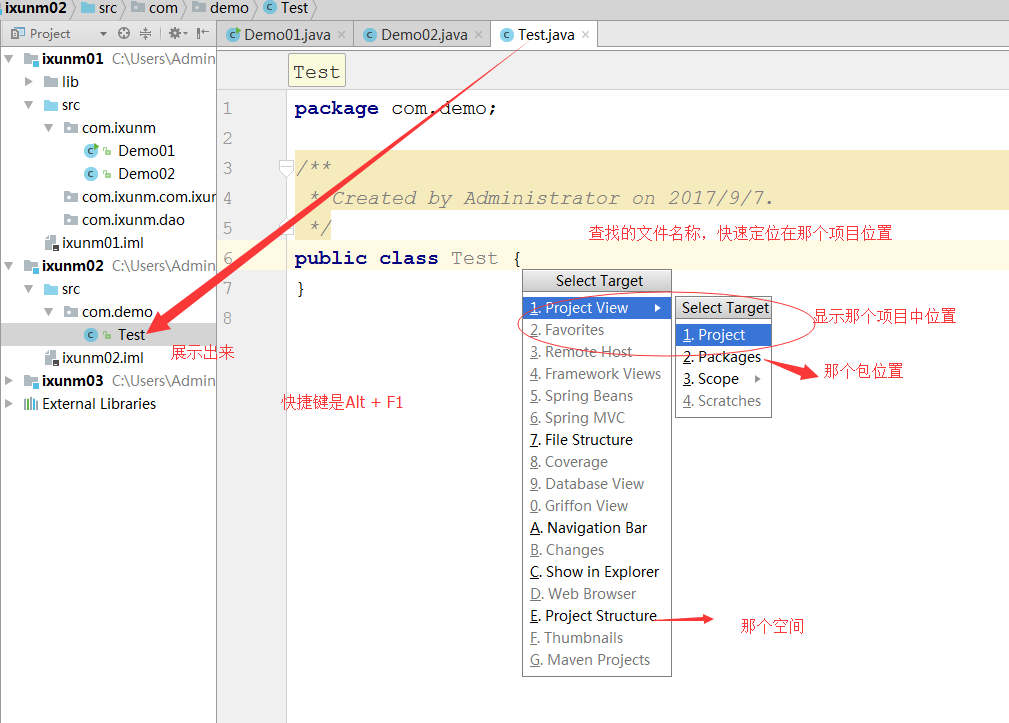 ixunm02 src com demo Test
Project
Demo01.java Demo02.java Test.java
ixunm01 C:\Users\Admin
lib
src
com.ixunm
Demo01
Demo02
com.ixunm.com.ixur
com.ixunm.dao
ixunm01.iml
ixunm02 C:\Users\Admin
src
com.demo
Test
ixunm02.iml
ixunm03 C:\Users\Admin
External Libraries
展示出来
Test
1 package com.demo;
2
3 /**
4 * Created by Administrator on 2017/9/7.
5 */
6 public class Test {
7 }
8
查找的文件名称，快速定位在那个项目位置
快捷键是Alt + F1
Select Target
1. Project View
2. Favorites
3. Remote Host
4. Framework Views
5. Spring Beans
6. Spring MVC
7. File Structure
8. Coverage
9. Database View
0. Griffon View
A. Navigation Bar
B. Changes
C. Show in Explorer
D. Web Browser
E. Project Structure
F. Thumbnails
G. Maven Projects
Select Target
1. Project
2. Packages
3. Scope
4. Scratches
显示那个项目中位置
那个包位置
那个空间